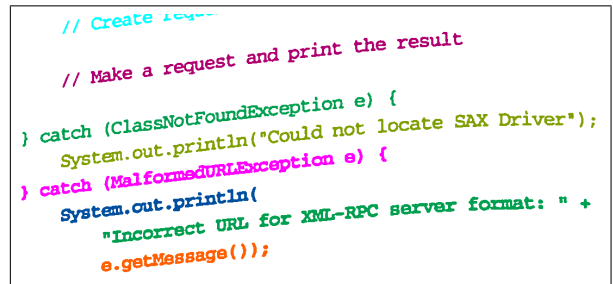 // Create
// Make a request and print the result
} catch (ClassNotFoundException e) {
System.out.println("Could not locate SAX Driver");
} catch (MalformedURLException e) {
System.out.println(
"Incorrect URL for XML-RPC server format: " +
e.getMessage());